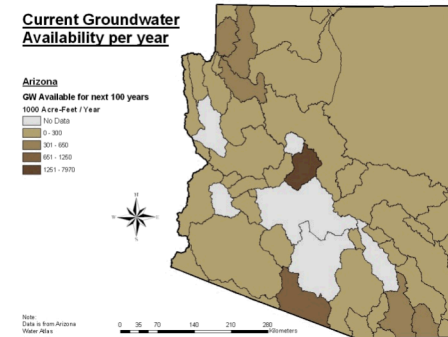 Current Groundwater
Availability per year
Arizona
GW Available for next 100 years
1000 Acre-Feet / Year
No Data
0 - 300
301 - 650
651 - 1250
1251 - 7970
N
W
E
S
Note:
Data is from Arizona
Water Atlas
0 35 70 140 210 280
Kilometers